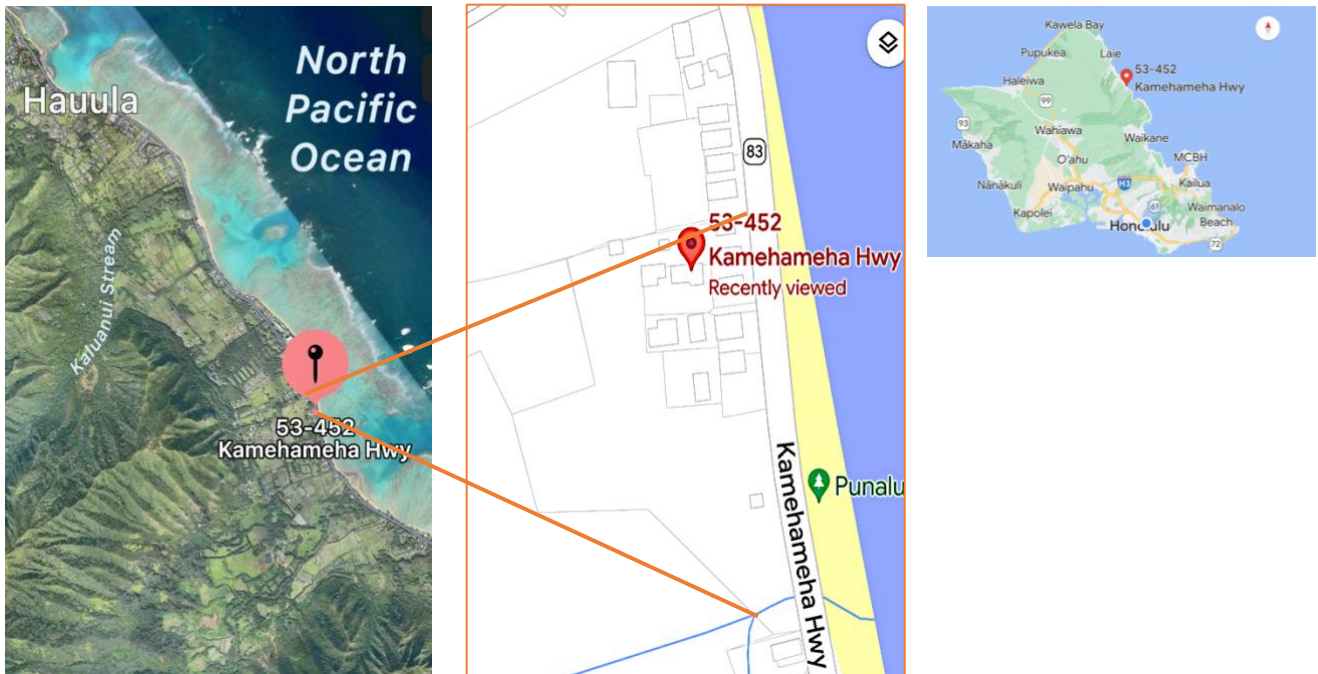 North
Pacific
Ocean
Hauula
Kaluanui Stream
53-452
Kamehameha Hwy
83
53-452
Kamehameha Hwy
Recently viewed
Punalu
Kamehameha Hwy
Kawela Bay
Pupukea
Laie
53-452
Kamehameha Hwy
Haleiwa
99
93
Wahiawa
Waikane
Mākaha
O'ahu
MCBH
Nānākuli
Waipahu
H3
Kailua
Kapolei
61
Waimanalo
Beach
Honolulu
72